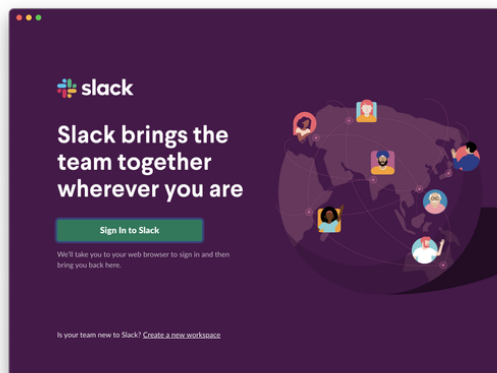 slack
Slack brings the
team together
wherever you are
Sign In to Slack
We'll take you to your web browser to sign in and then
bring you back here.
Is your team new to Slack? Create a new workspace